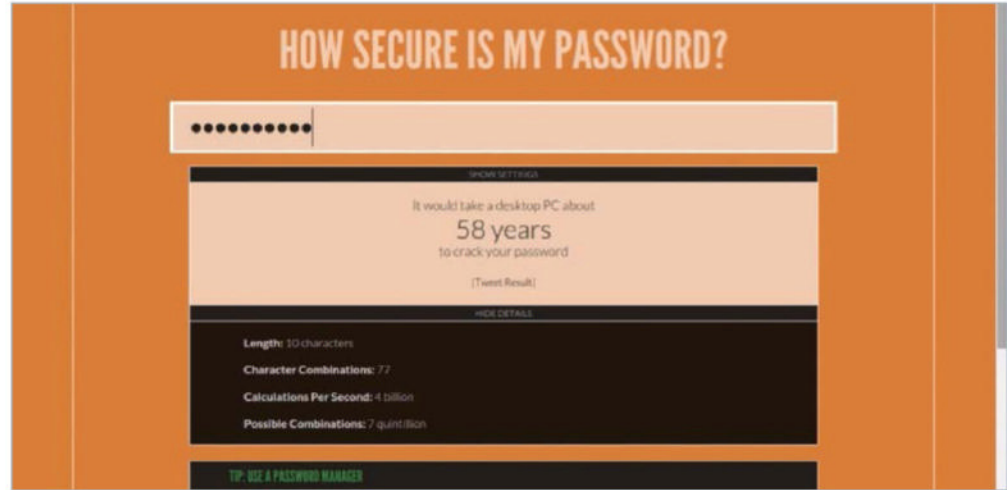 HOW SECURE IS MY PASSWORD?
••••••••••
SHOW SETTINGS
It would take a desktop PC about
58 years
to crack your password
[Tweet Result]
HIDE DETAILS
Length: 10 characters
Character Combinations: 77
Calculations Per Second: 4 billion
Possible Combinations: 7 quintillion
TIP: USE A PASSWORD MANAGER